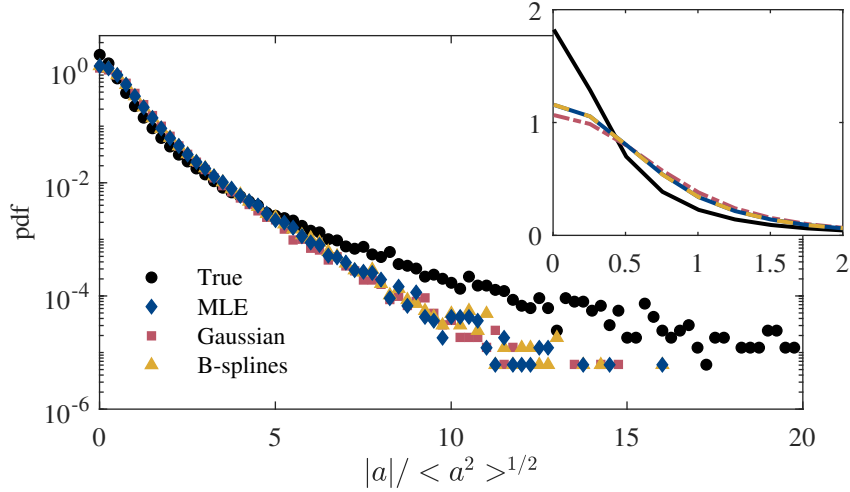 2
1
0
0 0.5 1 1.5 2
10^0
10^-2
10^-4
10^-6
pdf
True
MLE
Gaussian
B-splines
0 5 10 15 20
|a|/ < a^2 >^1/2